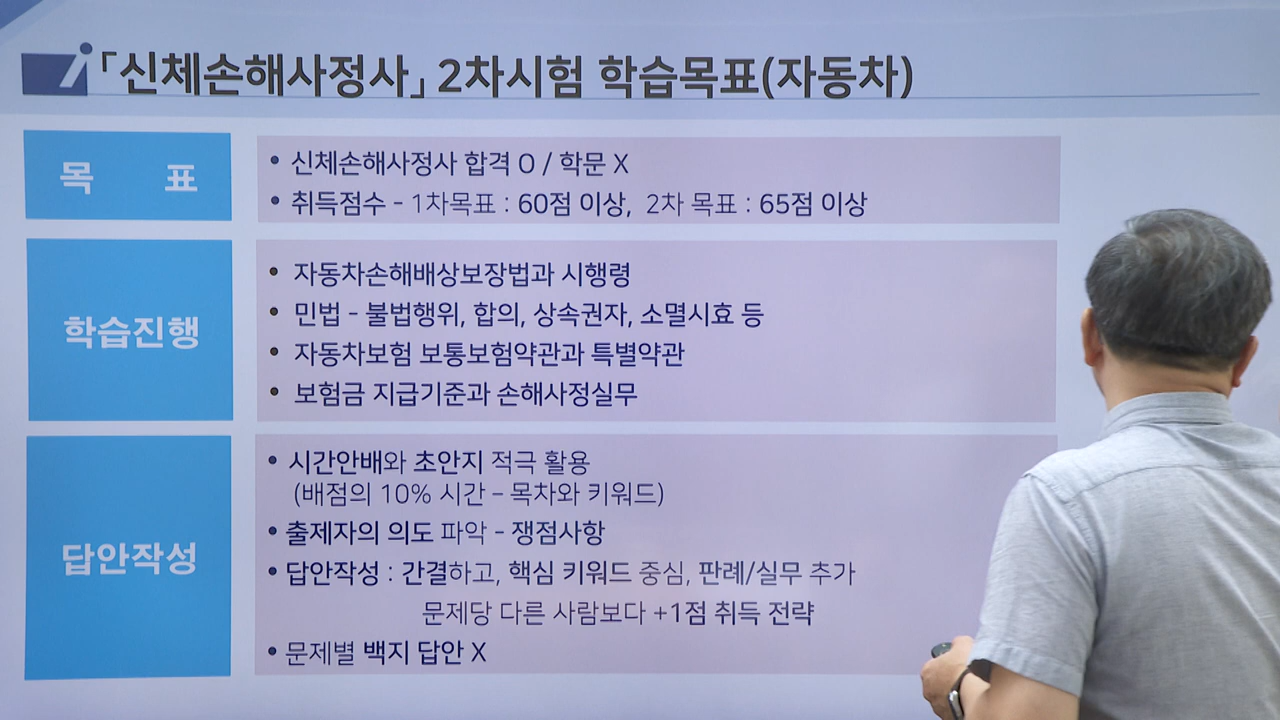 「신체손해사정사」 2차시험 학습목표(자동차)
목 표
• 신체손해사정사 합격 O / 학문 X
• 취득점수 - 1차목표 : 60점 이상, 2차 목표 : 65점 이상
학습진행
• 자동차손해배상보장법과 시행령
• 민법 - 불법행위, 합의, 상속권자, 소멸시효 등
• 자동차보험 보통보험약관과 특별약관
• 보험금 지급기준과 손해사정실무
답안작성
• 시간안배와 초안지 적극 활용
(배점의 10% 시간 – 목차와 키워드)
• 출제자의 의도 파악 - 쟁점사항
• 답안작성 : 간결하고, 핵심 키워드 중심, 판례/실무 추가
문제당 다른 사람보다 +1점 취득 전략
• 문제별 백지 답안 X